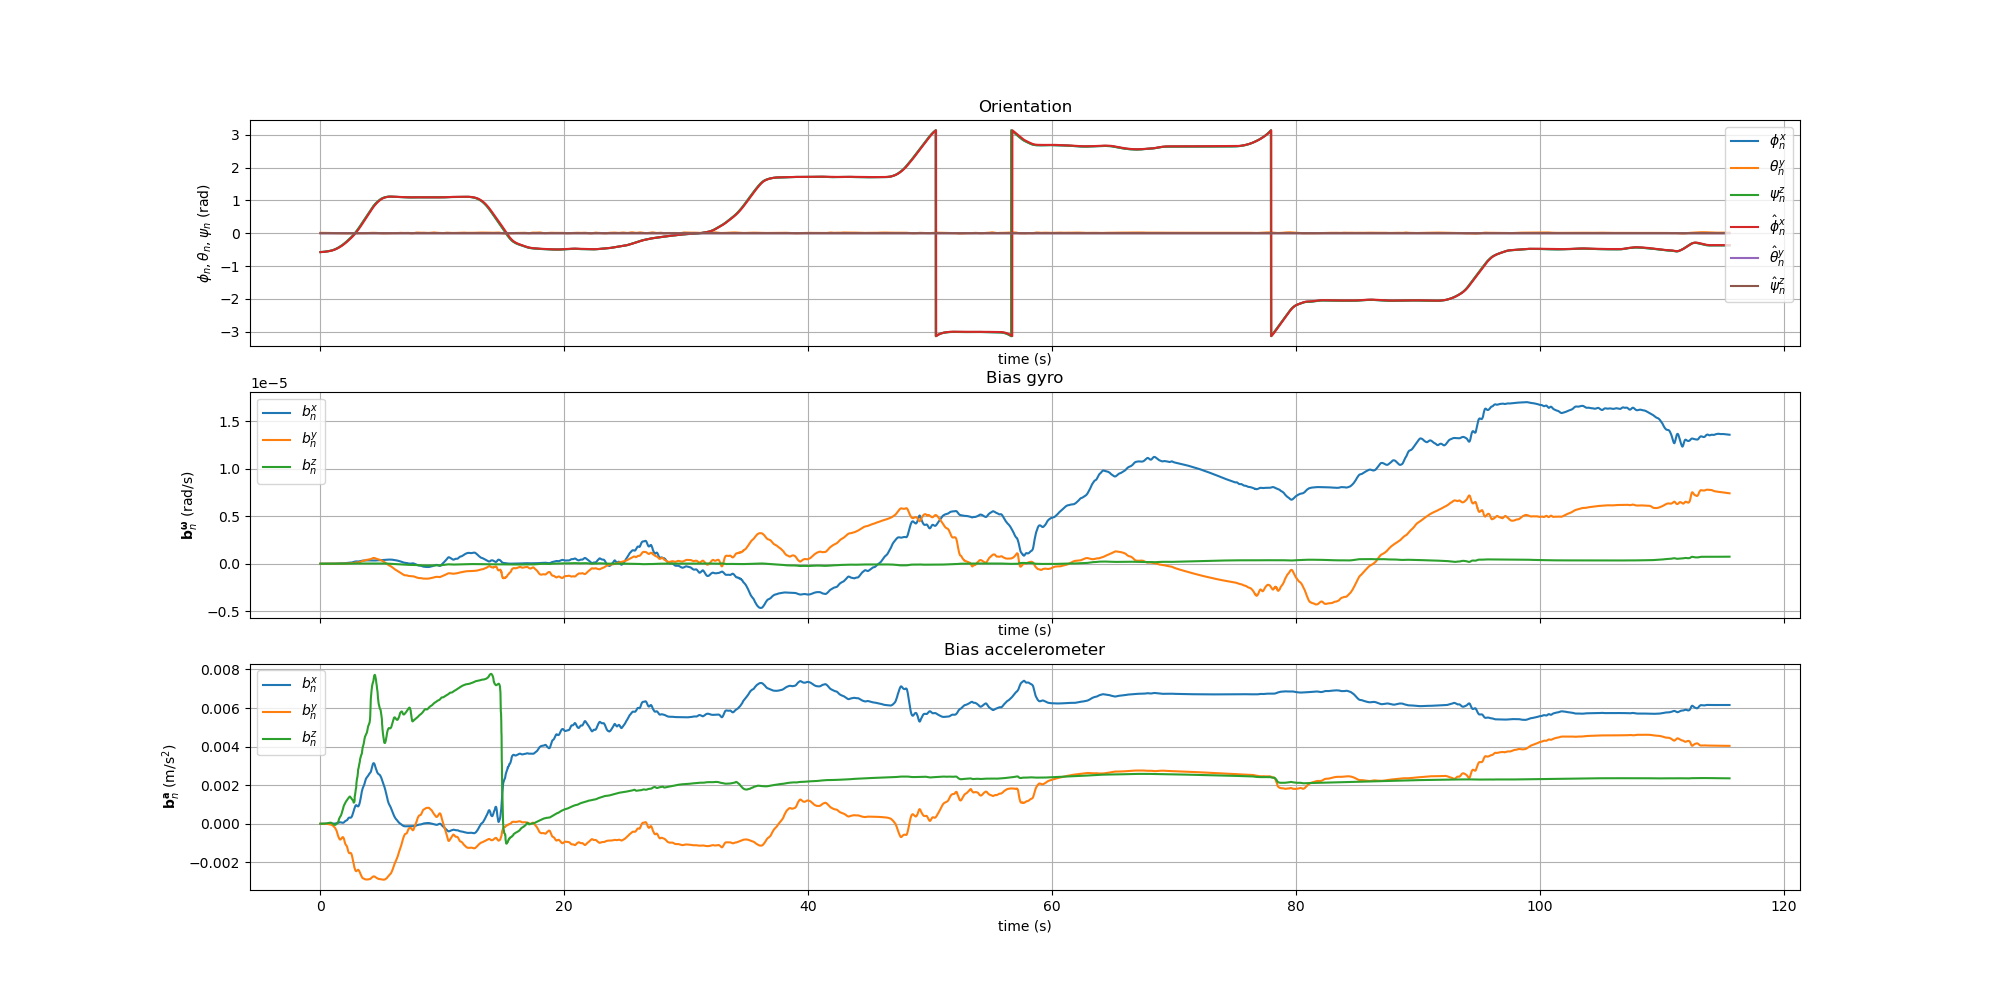 Orientation
3
2
1
0
−1
−2
−3
ϕₙ, θₙ, ψₙ (rad)
ϕₙˣ
θₙʸ
ψₙᶻ
ϕ̂ₙˣ
θ̂ₙʸ
ψ̂ₙᶻ
time (s)
Bias gyro
1e−5
1.5
1.0
0.5
0.0
−0.5
𝐛ₙ^𝛚 (rad/s)
bₙˣ
bₙʸ
bₙᶻ
time (s)
Bias accelerometer
0.008
0.006
0.004
0.002
0.000
−0.002
𝐛ₙ^𝐚 (m/s²)
bₙˣ
bₙʸ
bₙᶻ
0 20 40 60 80 100 120
time (s)